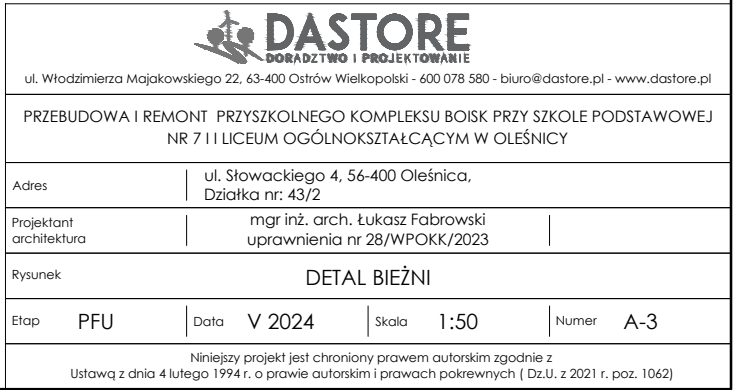 DASTORE
DORADZTWO I PROJEKTOWANIE
ul. Włodzimierza Majakowskiego 22, 63-400 Ostrów Wielkopolski - 600 078 580 - biuro@dastore.pl - www.dastore.pl
PRZEBUDOWA I REMONT PRZYSZKOLNEGO KOMPLEKSU BOISK PRZY SZKOLE PODSTAWOWEJ
NR 7 I I LICEUM OGÓLNOKSZTAŁCĄCYM W OLEŚNICY
Adres
ul. Słowackiego 4, 56-400 Oleśnica,
Działka nr: 43/2
Projektant
architektura
mgr inż. arch. Łukasz Fabrowski
uprawnienia nr 28/WPOKK/2023
Rysunek DETAL BIEŻNI
Etap PFU Data V 2024 Skala 1:50 Numer A-3
Niniejszy projekt jest chroniony prawem autorskim zgodnie z
Ustawą z dnia 4 lutego 1994 r. o prawie autorskim i prawach pokrewnych ( Dz.U. z 2021 r. poz. 1062)